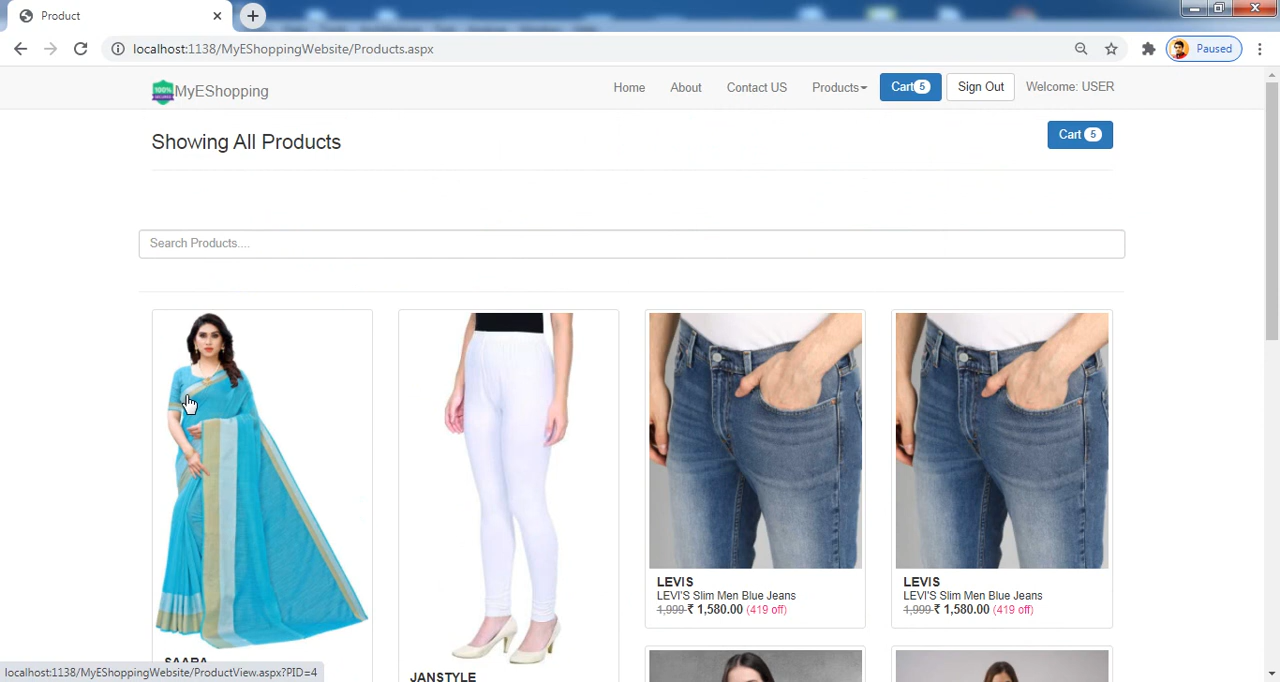 Product
localhost:1138/MyEShoppingWebsite/Products.aspx
Paused
100%
MyEShopping
Home
About
Contact US
Products
Cart 5
Sign Out
Welcome: USER
Showing All Products
Cart 5
Search Products....
LEVIS
LEVI'S Slim Men Blue Jeans
1,999 ₹ 1,580.00 (419 off)
LEVIS
LEVI'S Slim Men Blue Jeans
1,999 ₹ 1,580.00 (419 off)
SAARA
JANSTYLE
localhost:1138/MyEShoppingWebsite/ProductView.aspx?PID=4